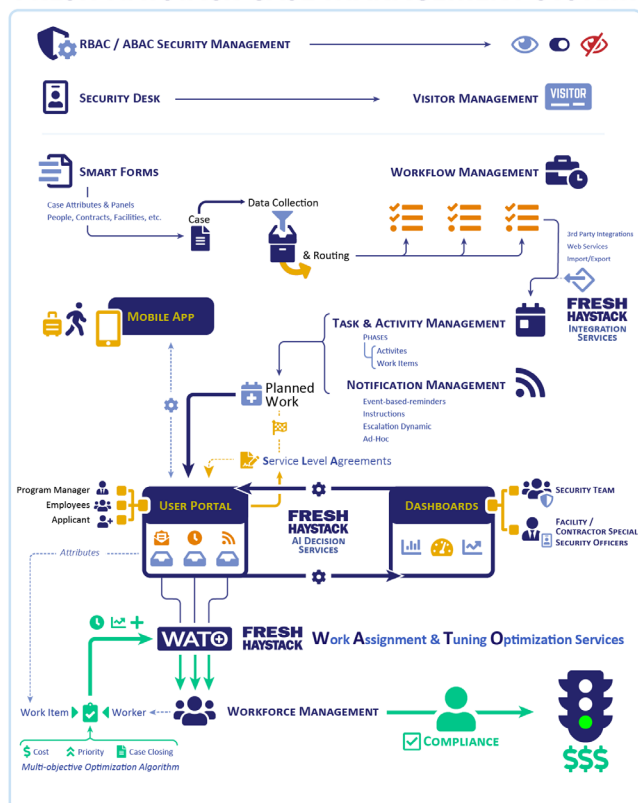 RBAC / ABAC SECURITY MANAGEMENT
SECURITY DESK
VISITOR MANAGEMENT
VISITOR
SMART FORMS
Case Attributes & Panels
People, Contracts, Facilities, etc.
Case
Data Collection
& Routing
WORKFLOW MANAGEMENT
3rd Party Integrations
Web Services
Import/Export
FRESH
HAYSTACK
INTEGRATION
SERVICES
MOBILE APP
TASK & ACTIVITY MANAGEMENT
PHASES
Activites
Work Items
Planned
Work
NOTIFICATION MANAGEMENT
Event-based-reminders
Instructions
Escalation Dynamic
Ad-Hoc
Service Level Agreements
Program Manager
Employees
Applicant
USER PORTAL
FRESH
HAYSTACK
AI DECISION
SERVICES
DASHBOARDS
SECURITY TEAM
FACILITY /
CONTRACTOR SPECIAL
SECURITY OFFICERS
Attributes
WATO
FRESH
HAYSTACK
Work Assignment & Tuning Optimization Services
Work Item
Worker
WORKFORCE MANAGEMENT
COMPLIANCE
$ Cost
Priority
Case Closing
Multi-objective Optimization Algorithm
$$$